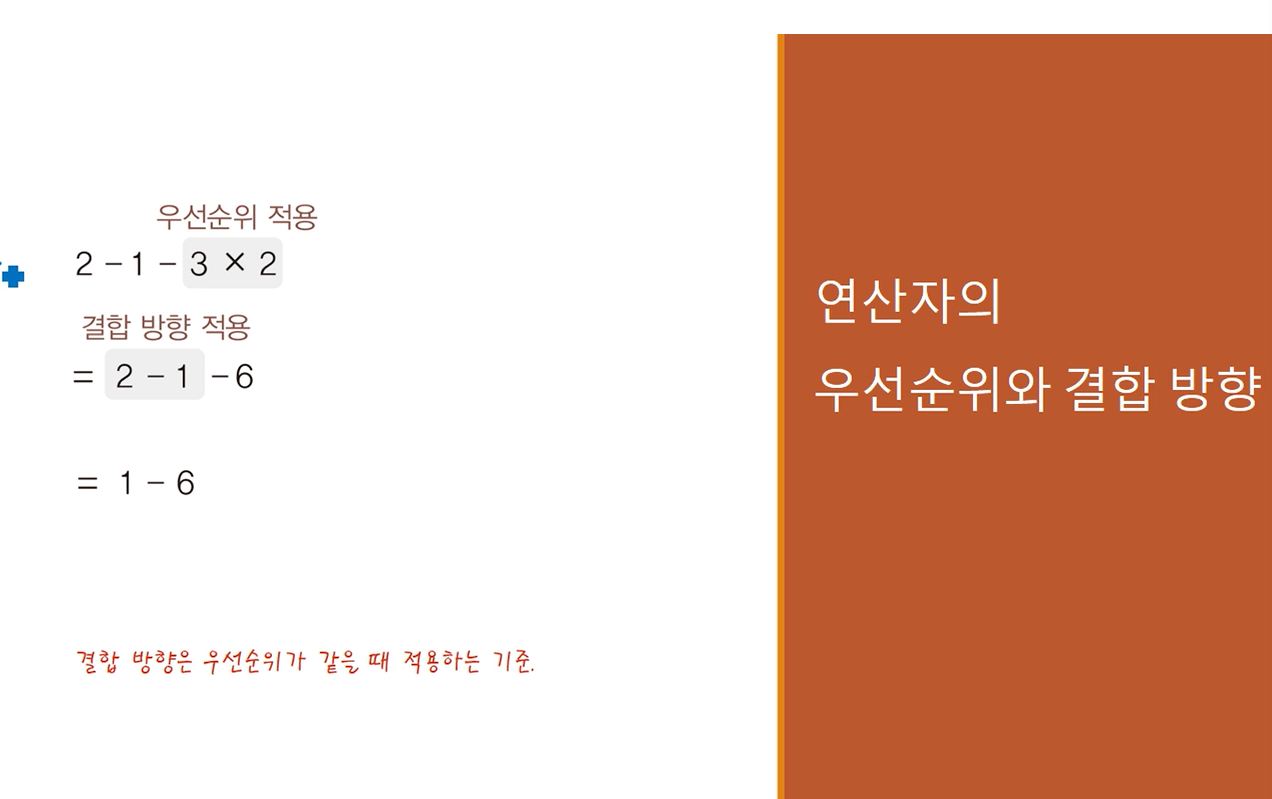 우선순위 적용
2 - 1 - 3 × 2
결합 방향 적용
= 2 - 1 - 6
= 1 - 6
결합 방향은 우선순위가 같을 때 적용하는 기준.
연산자의
우선순위와 결합 방향